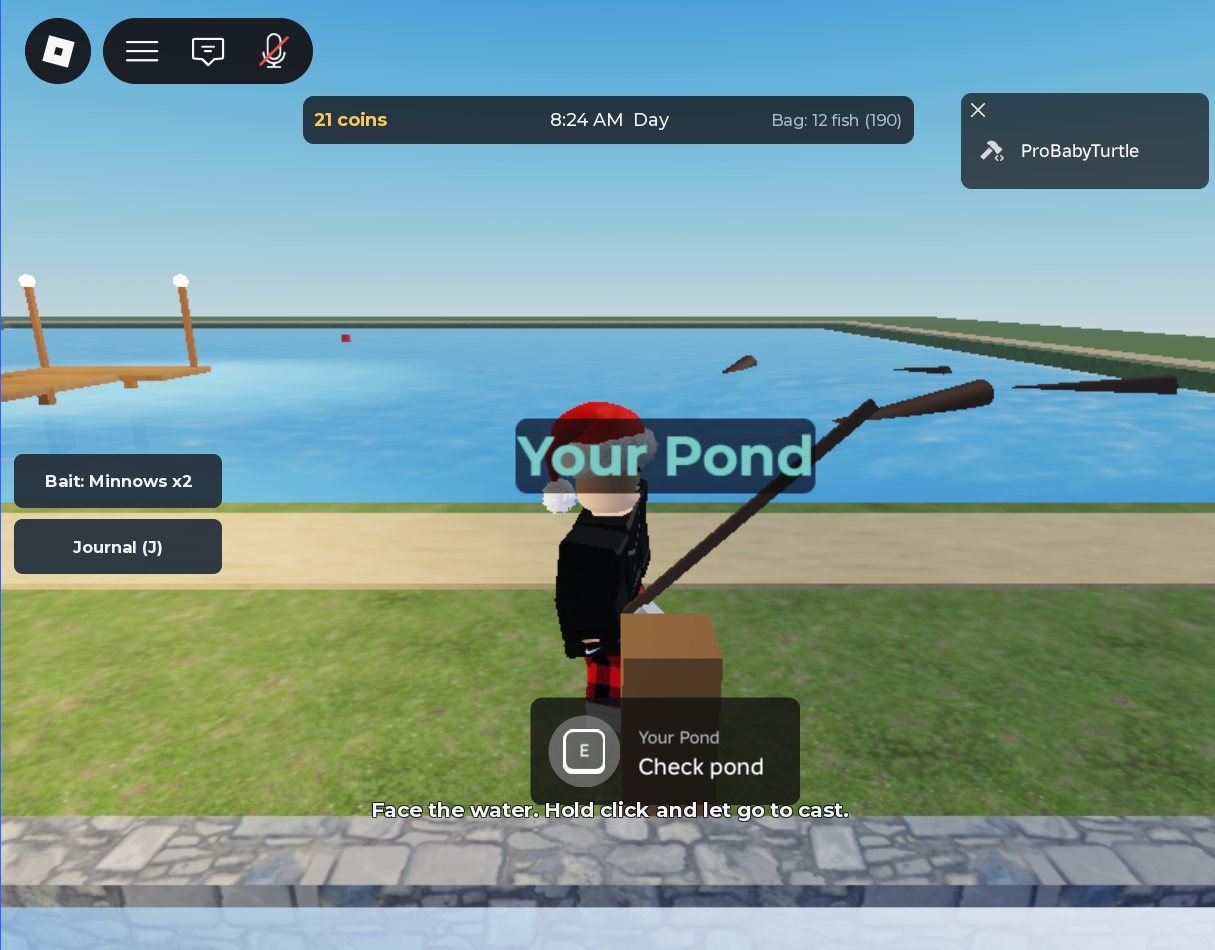 21 coins
8:24 AM Day
Bag: 12 fish (190)
ProBabyTurtle
Your Pond
Bait: Minnows x2
Journal (J)
E
Your Pond
Check pond
Face the water. Hold click and let go to cast.